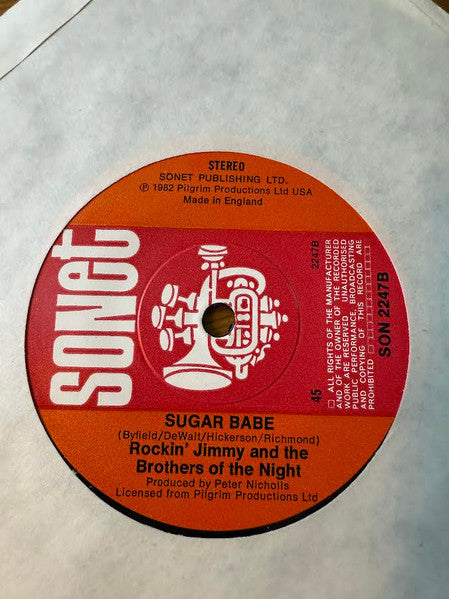 STEREO
SONET PUBLISHING LTD.
℗ 1982 Pilgrim Productions Ltd USA
Made in England
SONET
45
2247B
ALL RIGHTS OF THE MANUFACTURER
AND OF THE OWNER OF THE RECORDED
WORK ARE RESERVED UNAUTHORISED
PUBLIC PERFORMANCE, BROADCASTING
AND COPYING OF THIS RECORD ARE
PROHIBITED
SON 2247B
SUGAR BABE
(Byfield/DeWalt/Hickerson/Richmond)
Rockin' Jimmy and the
Brothers of the Night
Produced by Peter Nicholls
Licensed from Pilgrim Productions Ltd